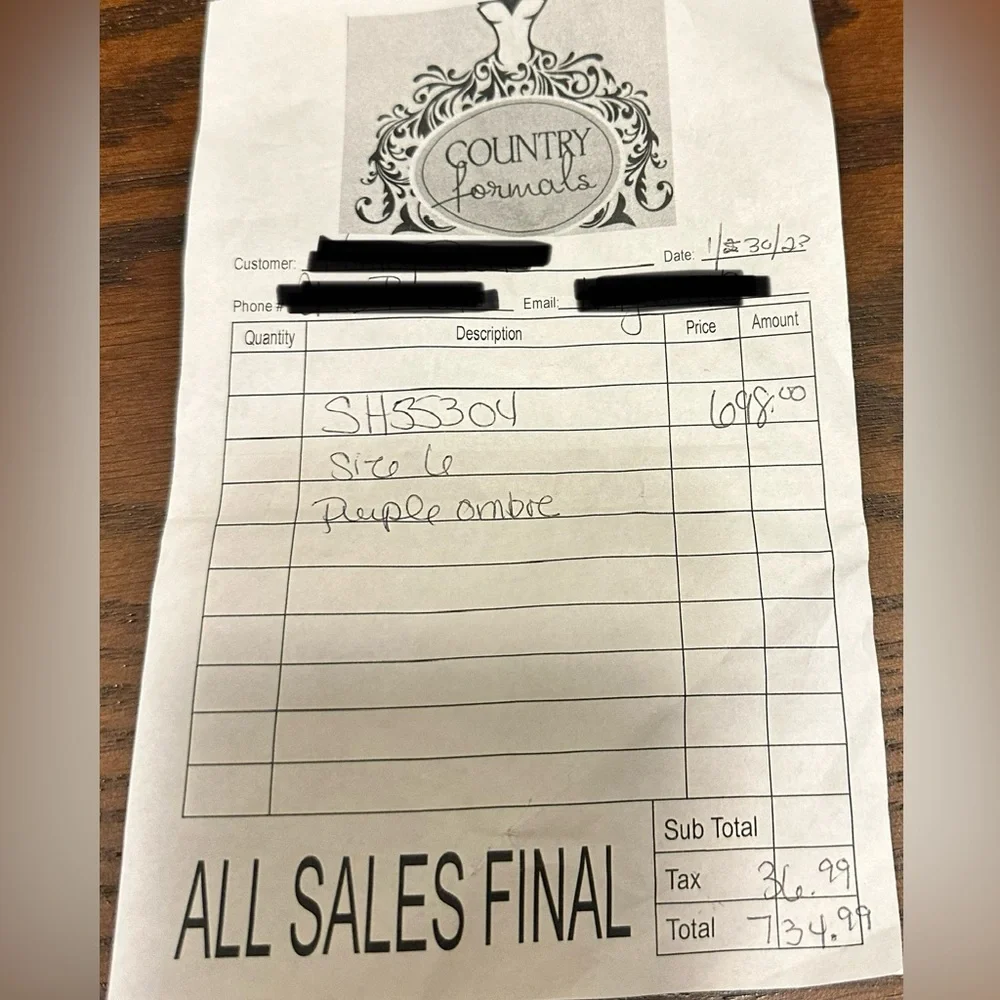 COUNTRY
formals
Customer:
Date: 1/30/23
Phone #
Email:
Quantity Description Price Amount
SH55304 698.00
Size 6
Purple ombre
Sub Total
Tax 36.99
ALL SALES FINAL
Total 734.99